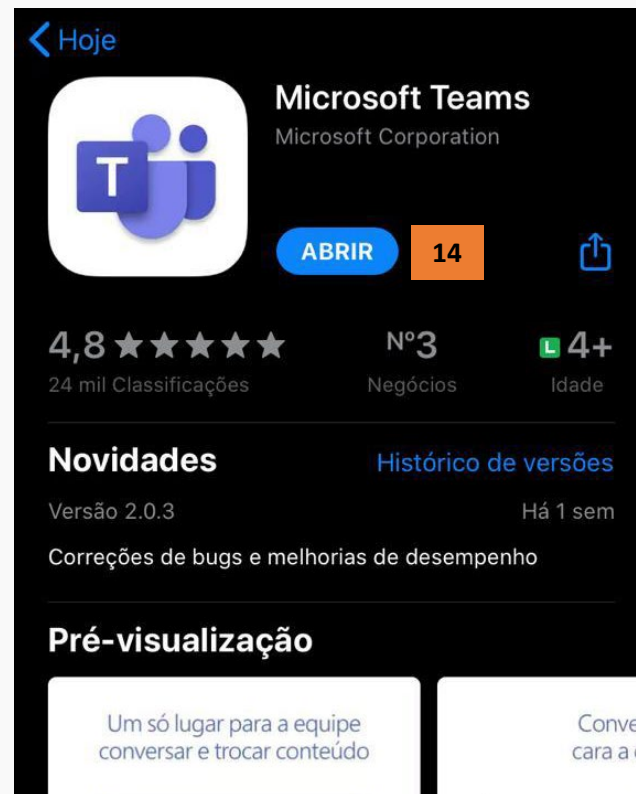 Hoje
Microsoft Teams
Microsoft Corporation
T
ABRIR 14
4,8 Nº3 L 4+
24 mil Classificações Negócios Idade
Novidades Histórico de versões
Versão 2.0.3 Há 1 sem
Correções de bugs e melhorias de desempenho
Pré-visualização
Um só lugar para a equipe
conversar e trocar conteúdo
Conve
cara a